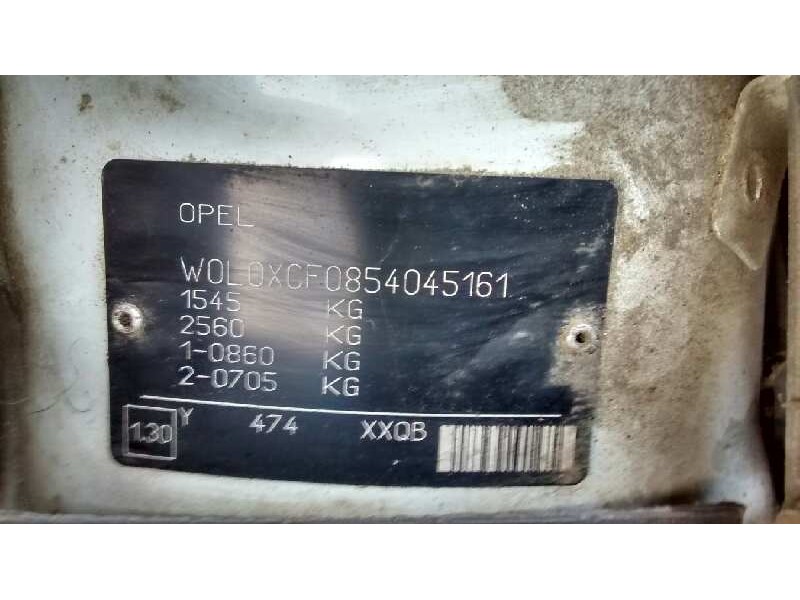 OPEL
W0L0XCF0854045161
1545 KG
2560 KG
1-0860 KG
2-0705 KG
1.30 Y 474 XXQB